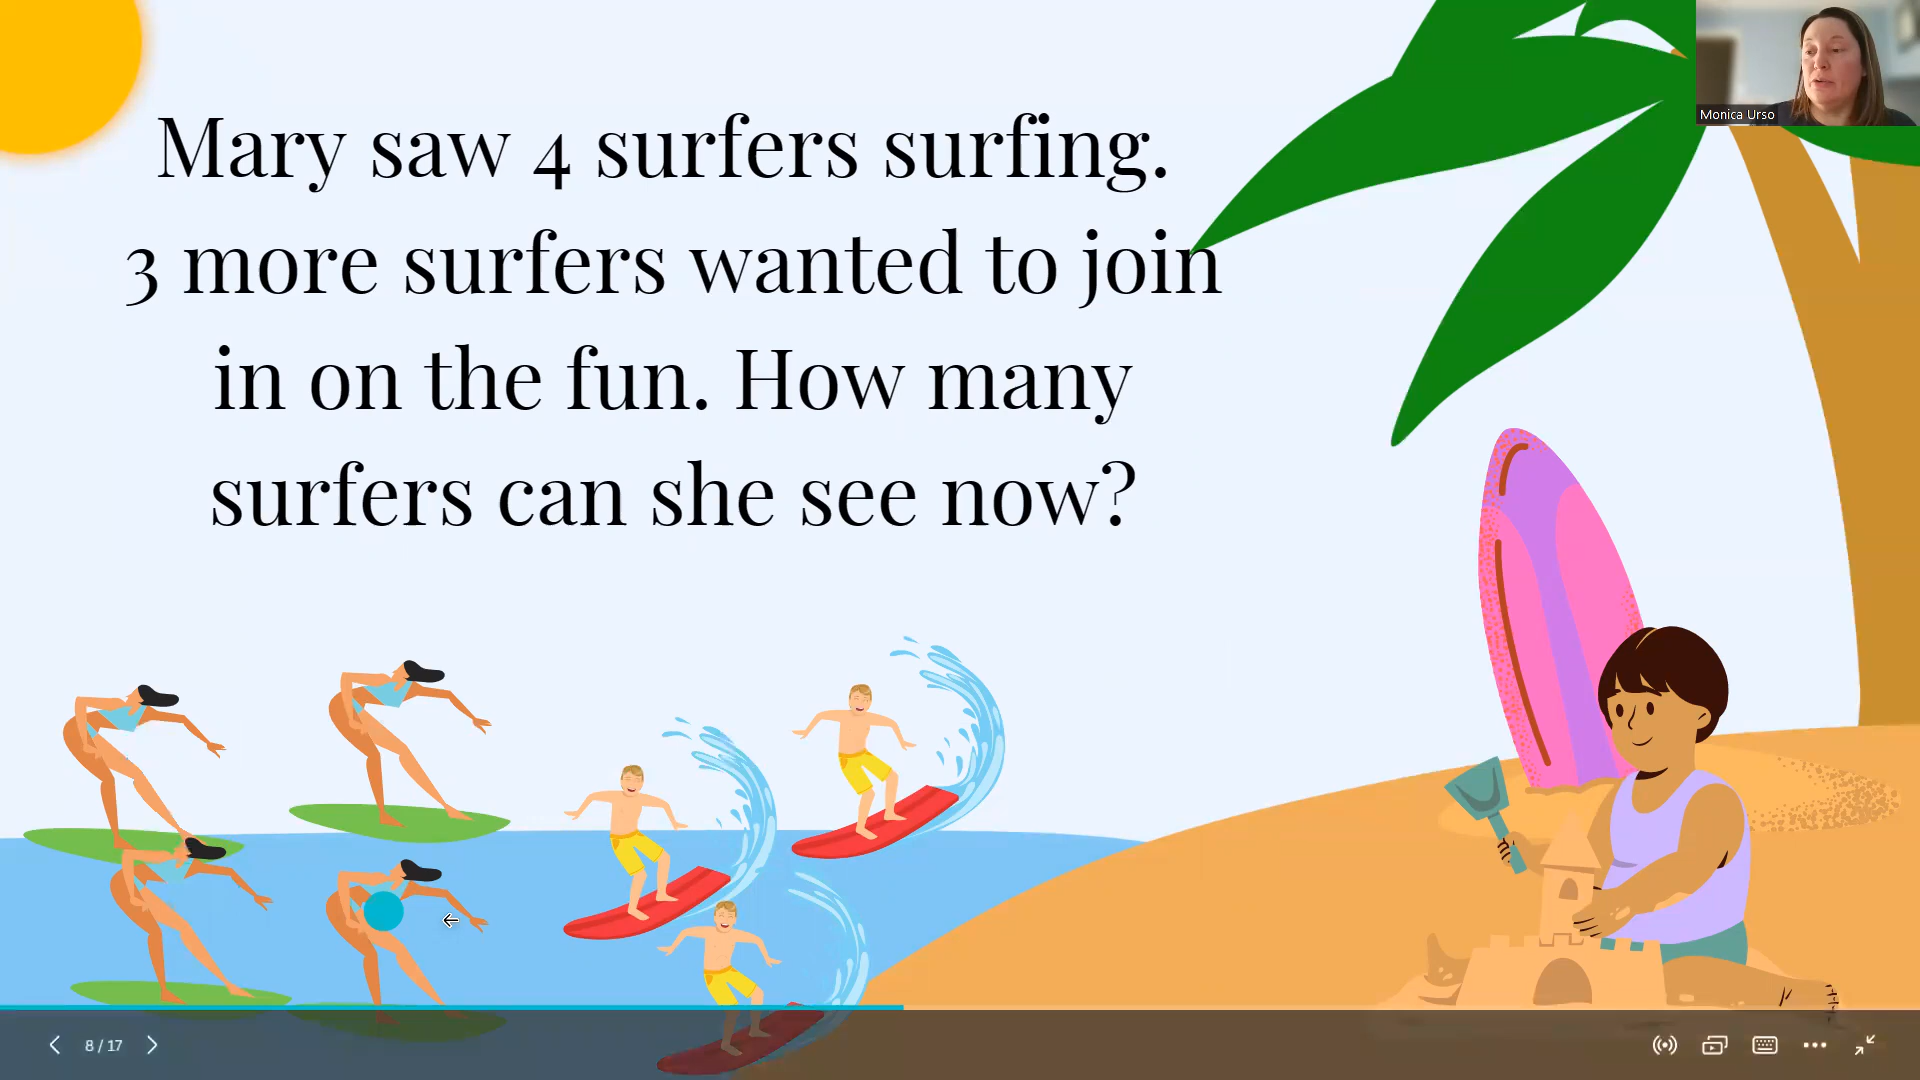 Mary saw 4 surfers surfing.
3 more surfers wanted to join
in on the fun. How many
surfers can she see now?
Monica Urso
8 / 17